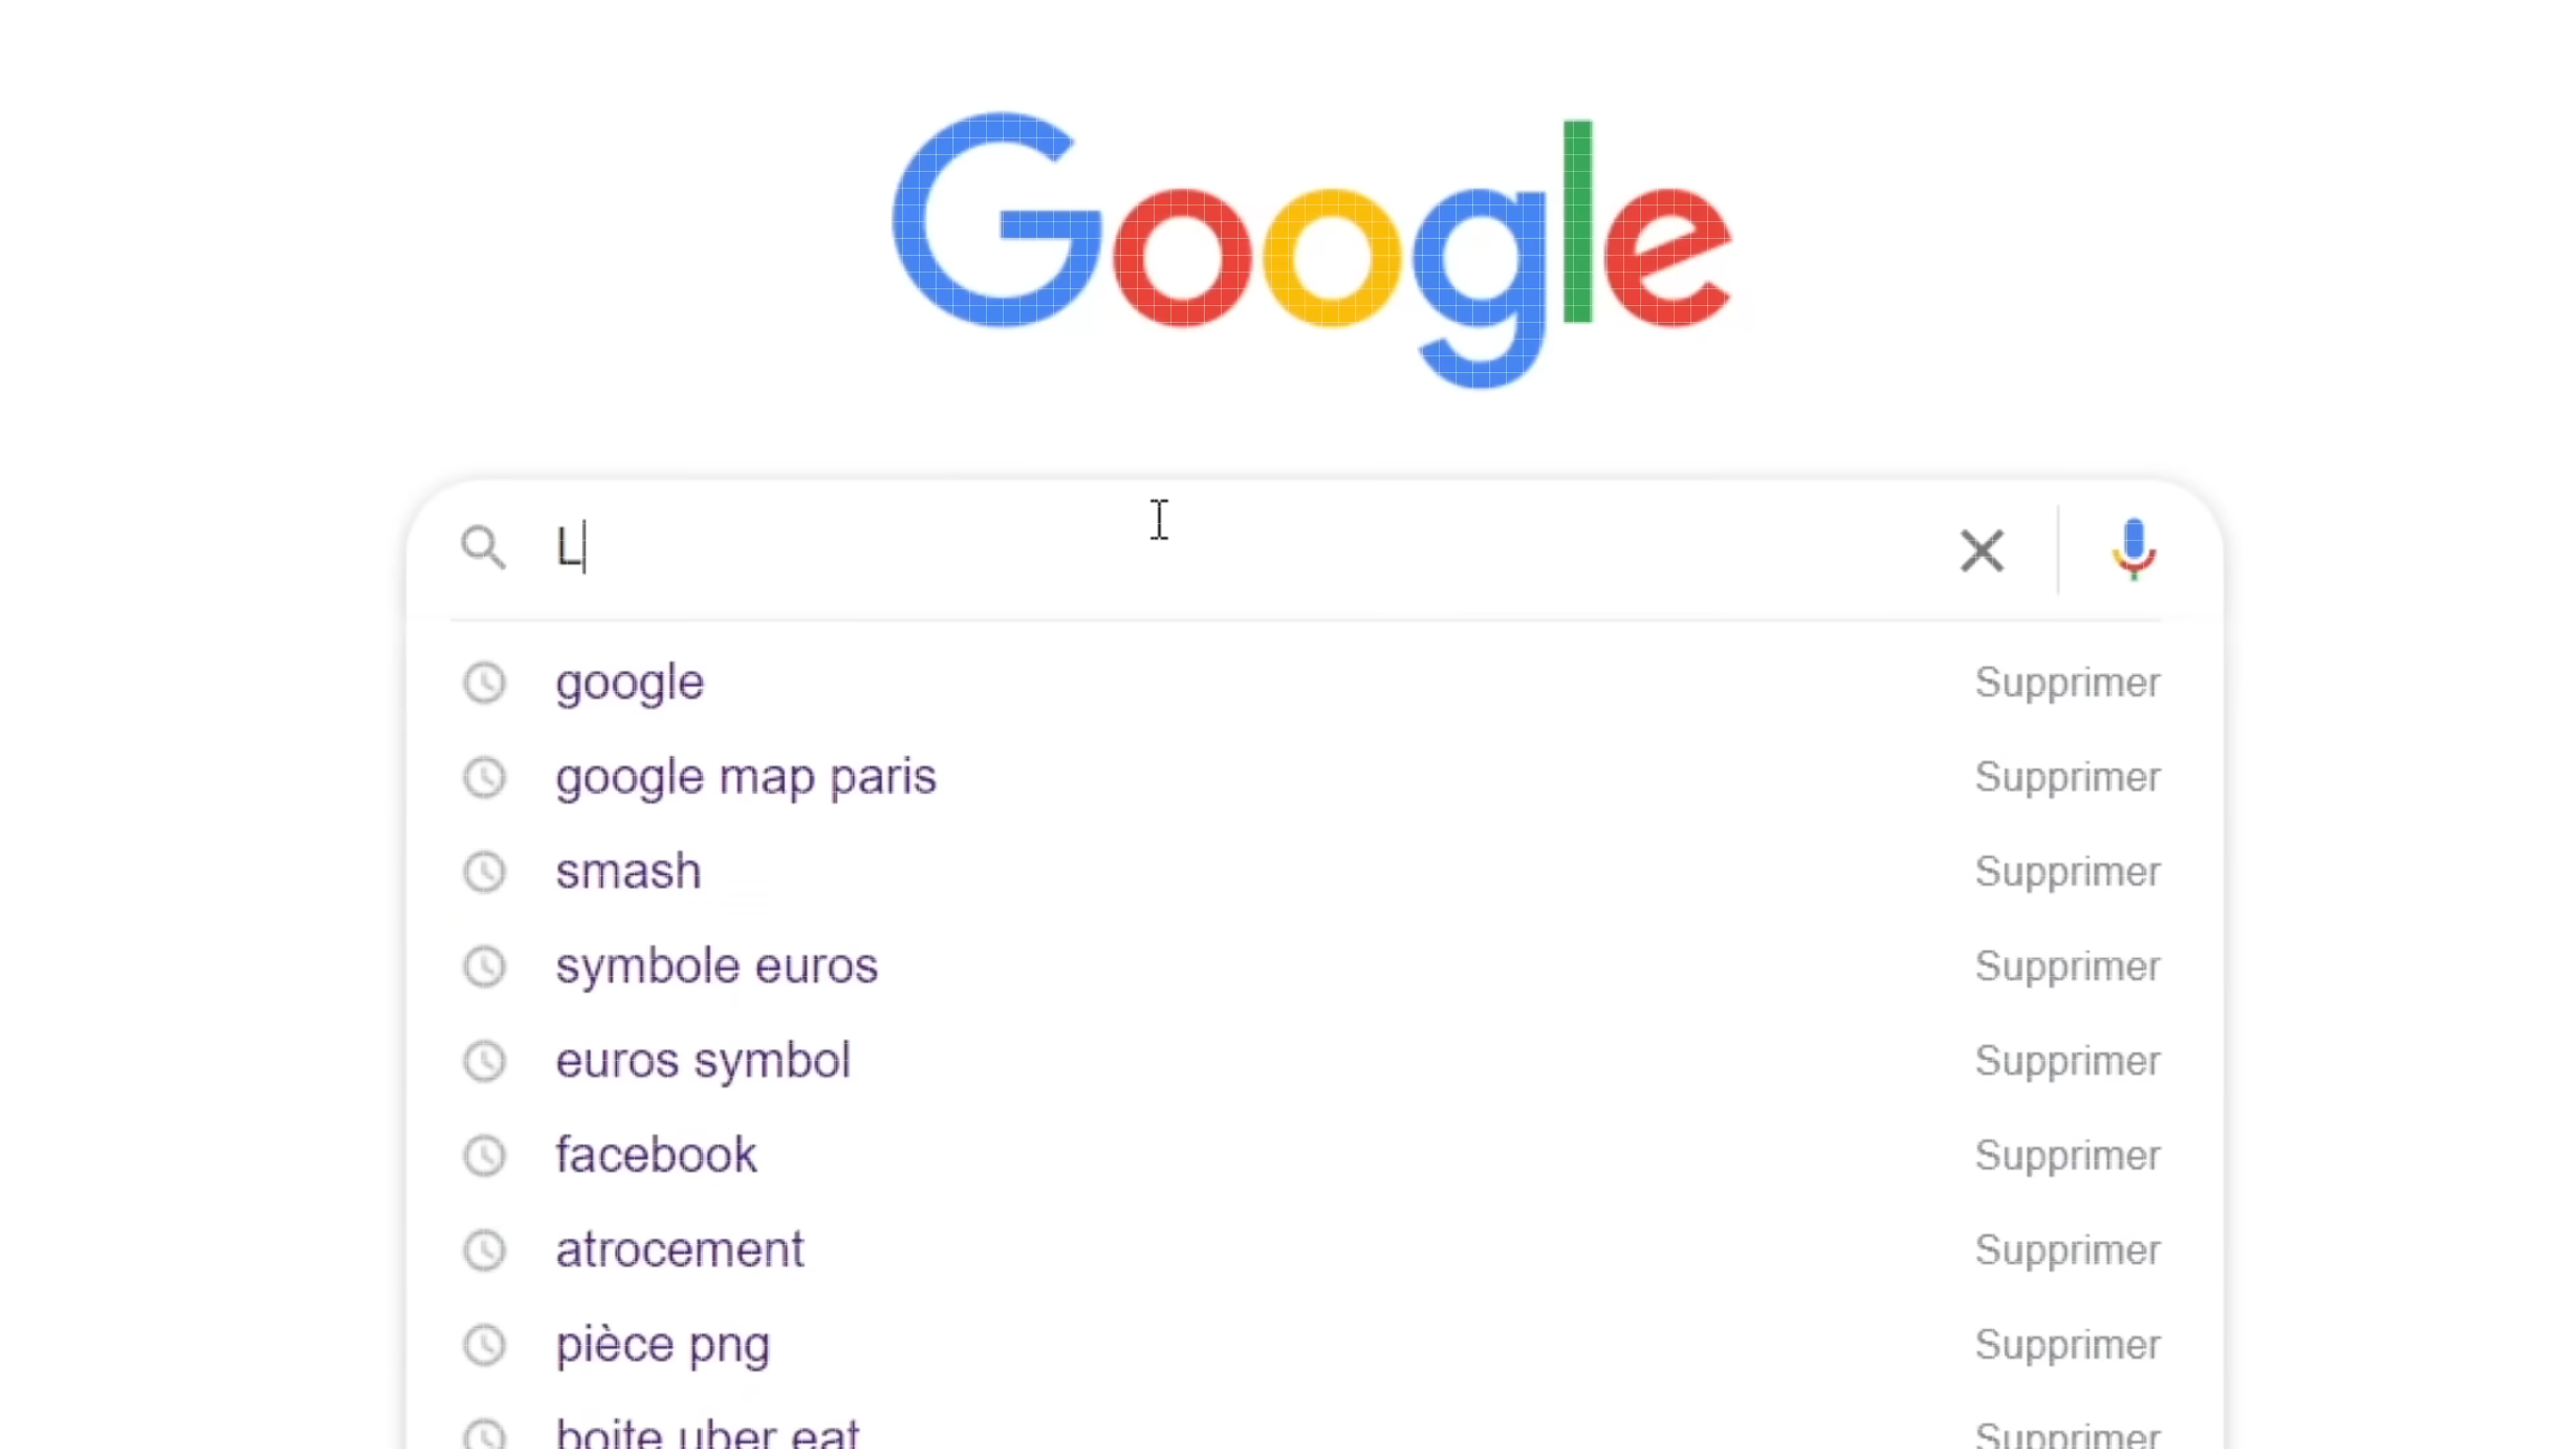 Google
L
google Supprimer
google map paris Supprimer
smash Supprimer
symbole euros Supprimer
euros symbol Supprimer
facebook Supprimer
atrocement Supprimer
pièce png Supprimer
boite uber eat Supprimer